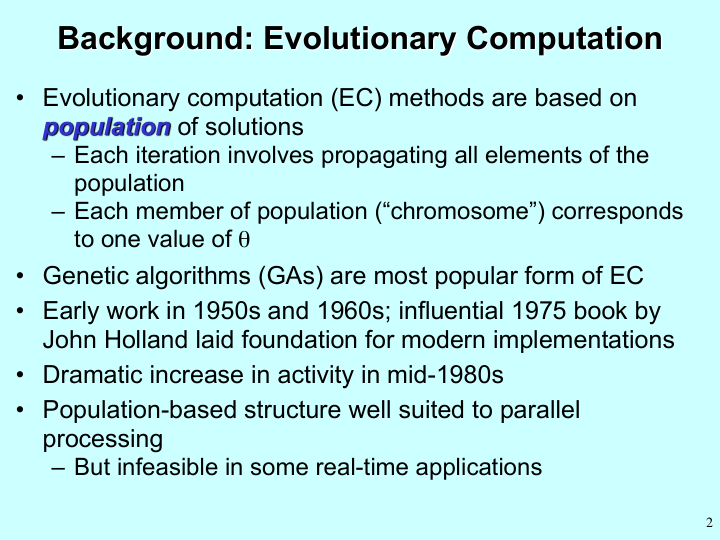 Background: Evolutionary Computation
• Evolutionary computation (EC) methods are based on
population of solutions
– Each iteration involves propagating all elements of the
population
– Each member of population (“chromosome”) corresponds
to one value of θ
• Genetic algorithms (GAs) are most popular form of EC
• Early work in 1950s and 1960s; influential 1975 book by
John Holland laid foundation for modern implementations
• Dramatic increase in activity in mid-1980s
• Population-based structure well suited to parallel
processing
– But infeasible in some real-time applications
2